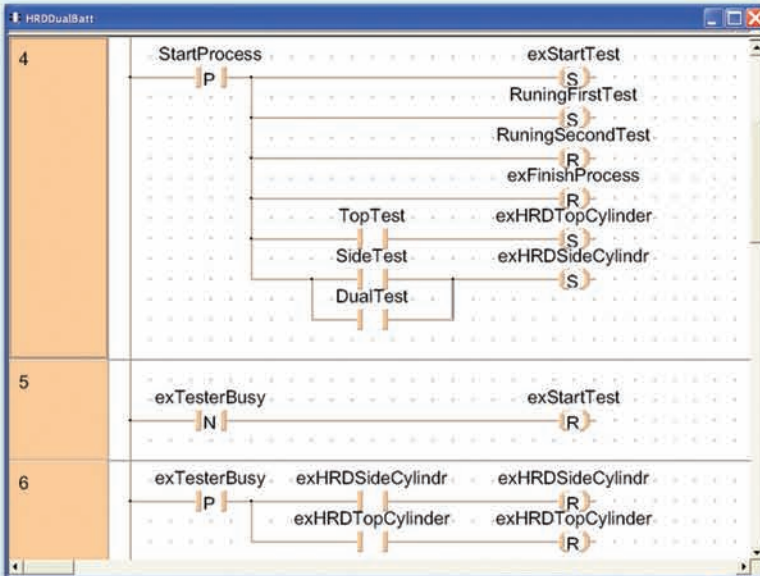 HRDDualBatt
4
StartProcess exStartTest
P S
RuningFirstTest
S
RuningSecondTest
R
exFinishProcess
R
TopTest exHRDTopCylinder
S
SideTest exHRDSideCylindr
S
DualTest
5
exTesterBusy exStartTest
N R
6
exTesterBusy exHRDSideCylindr exHRDSideCylindr
P R
exHRDTopCylinder exHRDTopCylinder
R